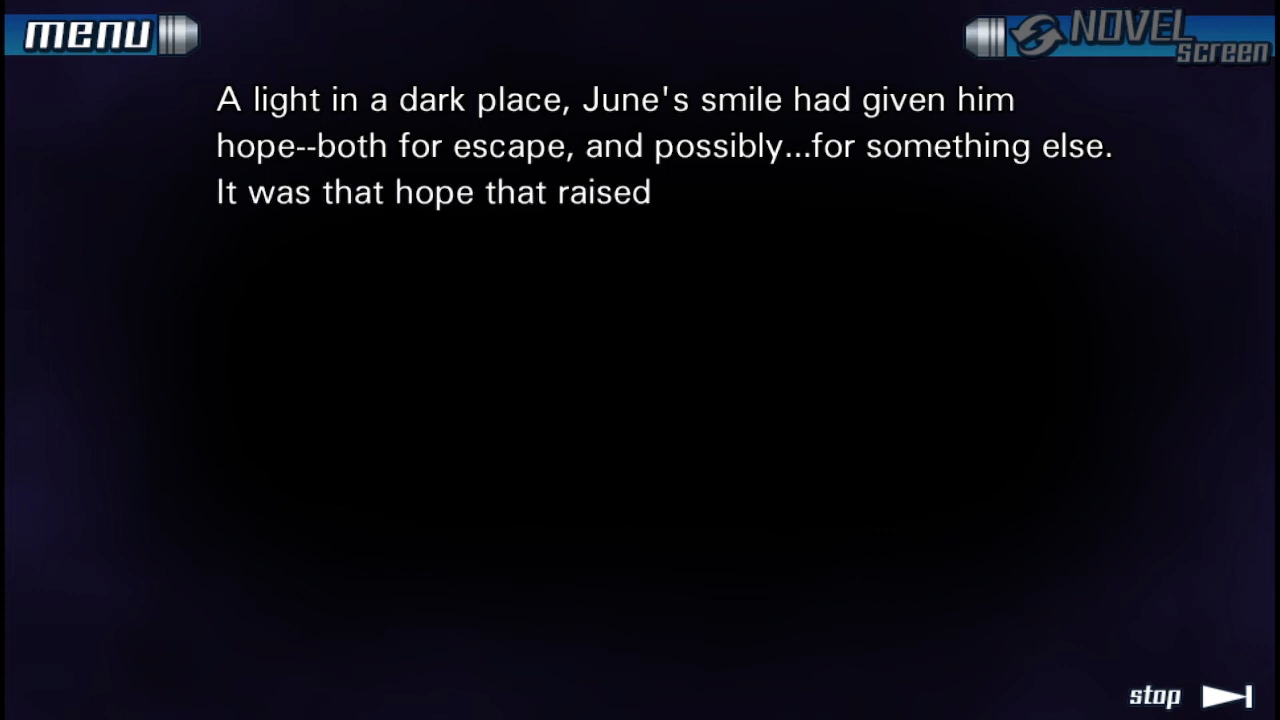 menu
NOVEL
screen
A light in a dark place, June's smile had given him
hope--both for escape, and possibly...for something else.
It was that hope that raised
stop